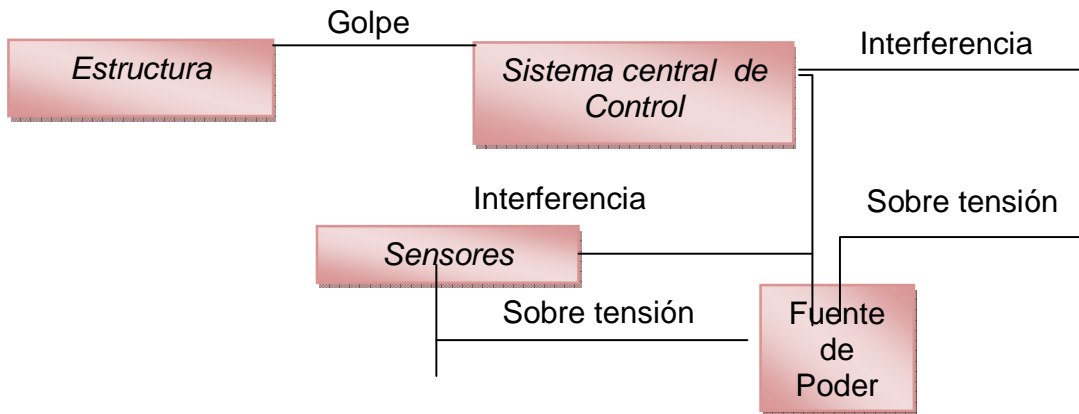 Golpe
Interferencia
Estructura
Sistema central de
Control
Interferencia
Sobre tensión
Sensores
Sobre tensión
Fuente
de
Poder